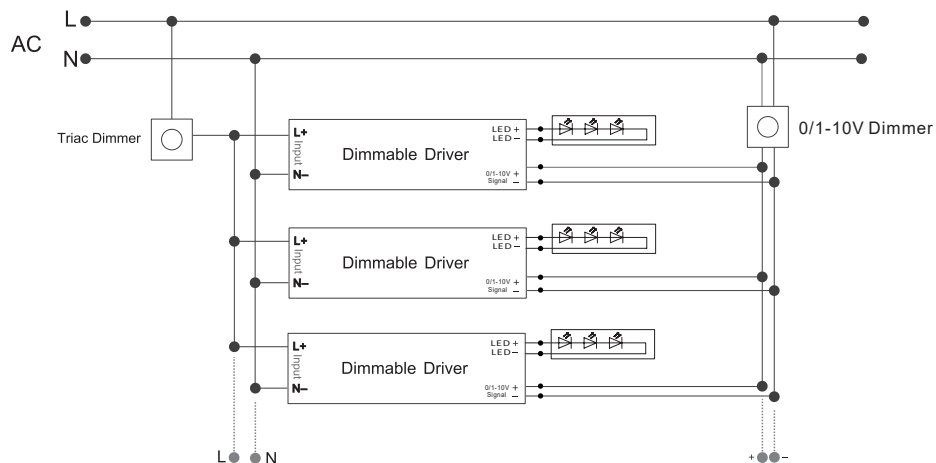 L
AC
N
Triac Dimmer
0/1-10V Dimmer
L+
Input
N–
Dimmable Driver
LED +
LED –
0/1-10V +
Signal –
L+
Input
N–
Dimmable Driver
LED +
LED –
0/1-10V +
Signal –
L+
Input
N–
Dimmable Driver
LED +
LED –
0/1-10V +
Signal –
L N
+ –